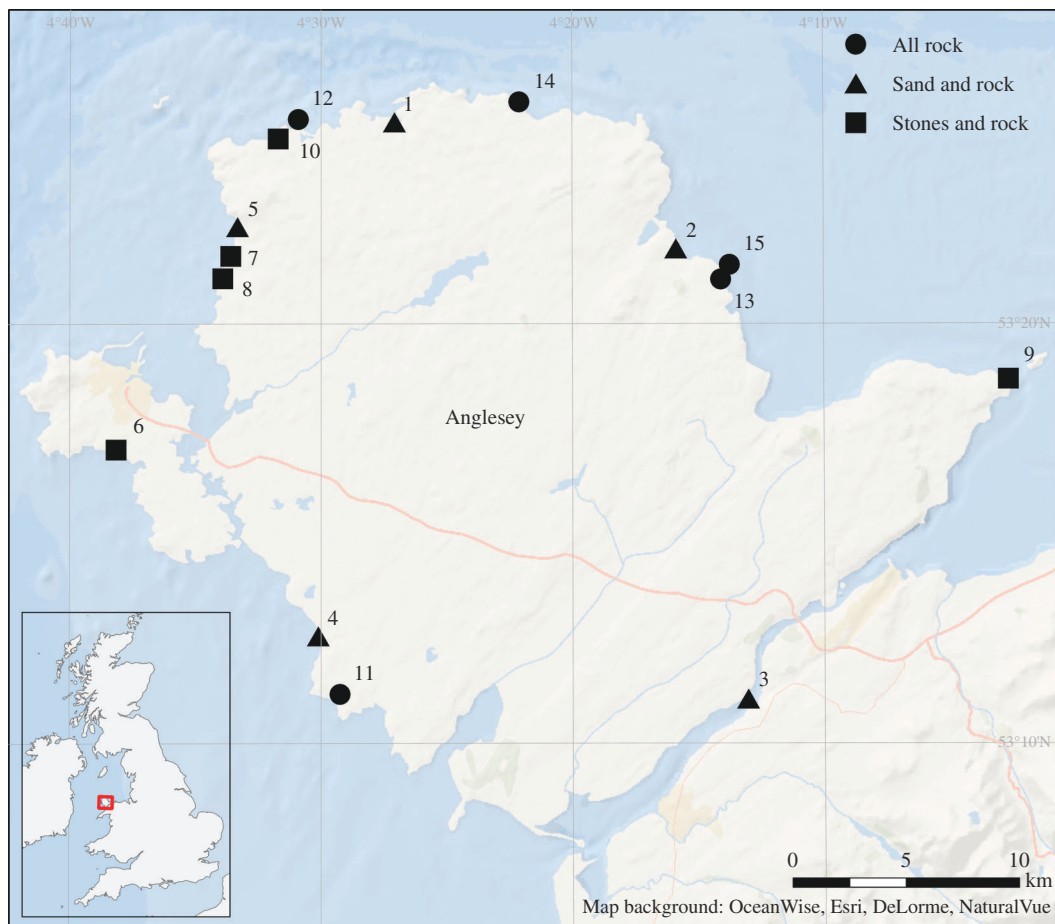 4°40'W 4°30'W 4°20'W 4°10'W
All rock
Sand and rock
Stones and rock
14
12
1
10
5
2
7
15
8
13
53°20'N
9
Anglesey
6
4
11
3
53°10'N
0 5 10
km
Map background: OceanWise, Esri, DeLorme, NaturalVue